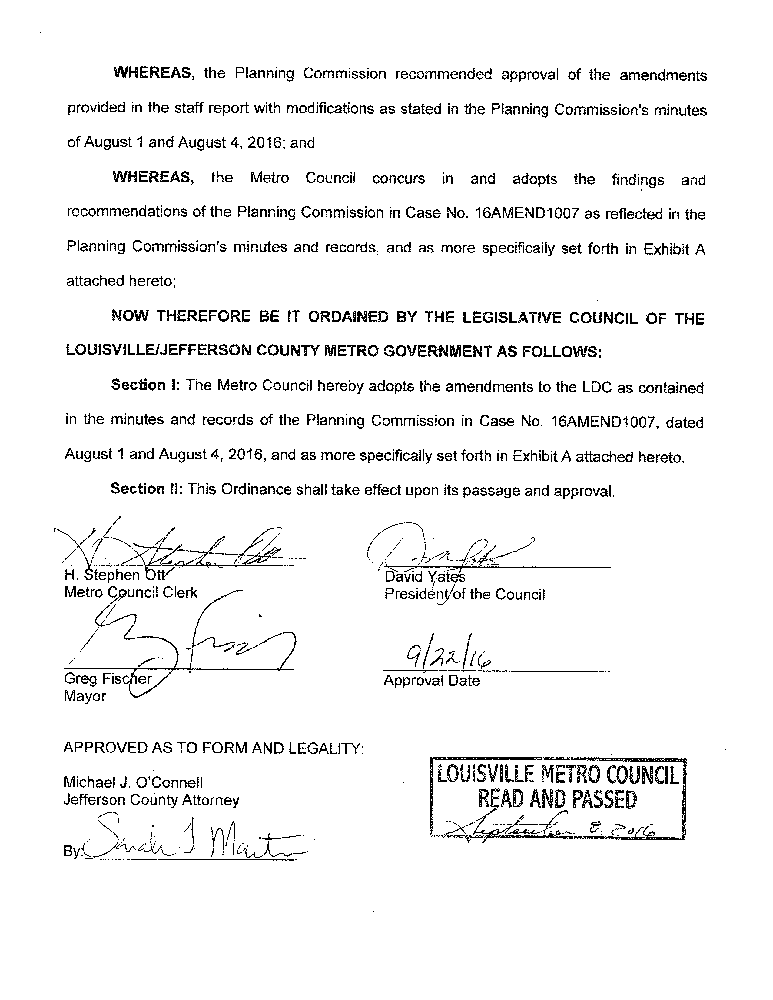 WHEREAS, the Planning Commission recommended approval of the amendments
provided in the staff report with modifications as stated in the Planning Commission's minutes
of August 1 and August 4, 2016; and
WHEREAS, the Metro Council concurs in and adopts the findings and
recommendations of the Planning Commission in Case No. 16AMEND1007 as reflected in the
Planning Commission's minutes and records, and as more specifically set forth in Exhibit A
attached hereto;
NOW THEREFORE BE IT ORDAINED BY THE LEGISLATIVE COUNCIL OF THE
LOUISVILLE/JEFFERSON COUNTY METRO GOVERNMENT AS FOLLOWS:
Section I: The Metro Council hereby adopts the amendments to the LDC as contained
in the minutes and records of the Planning Commission in Case No. 16AMEND1007, dated
August 1 and August 4, 2016, and as more specifically set forth in Exhibit A attached hereto.
Section II: This Ordinance shall take effect upon its passage and approval.
H. Stephen Ott
H. Stephen Ott
Metro Council Clerk
David Yates
President of the Council
Greg Fischer
Mayor
9/22/16
Approval Date
APPROVED AS TO FORM AND LEGALITY:
Michael J. O'Connell
Jefferson County Attorney
By: Sarah J Martin
LOUISVILLE METRO COUNCIL
READ AND PASSED
September 8, 2016